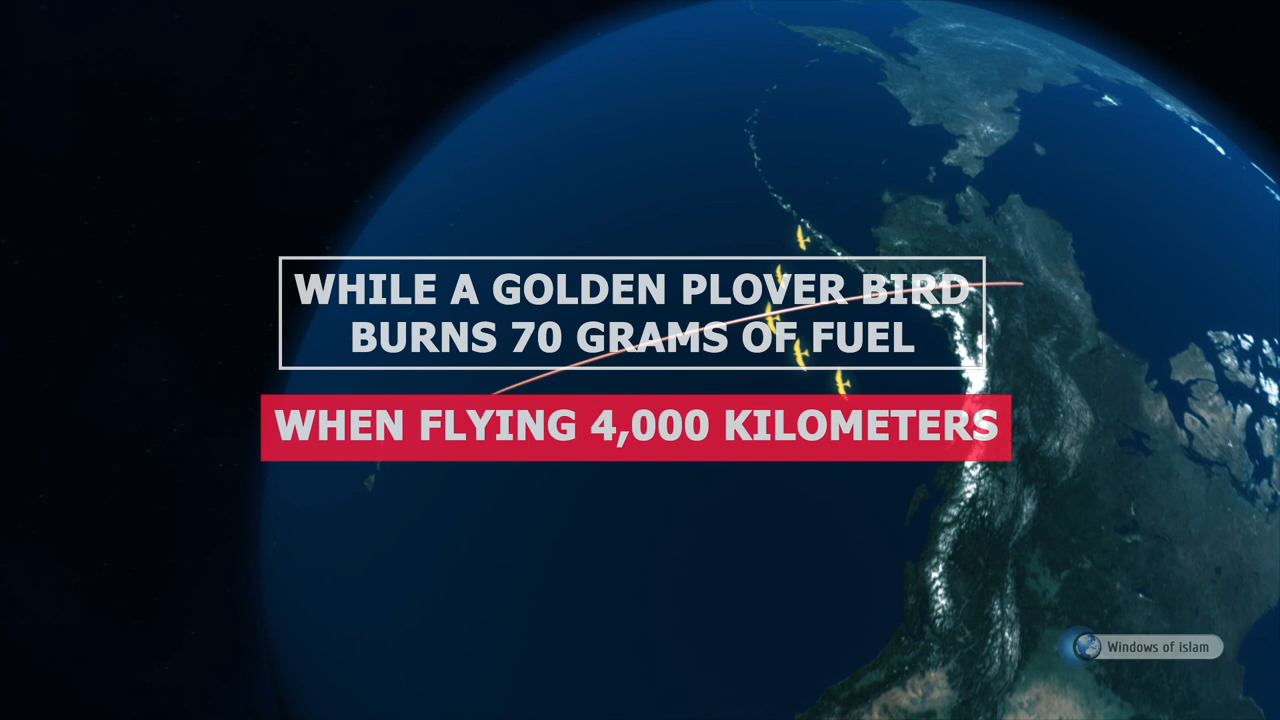 WHILE A GOLDEN PLOVER BIRD
BURNS 70 GRAMS OF FUEL
WHEN FLYING 4,000 KILOMETERS
Windows of islam